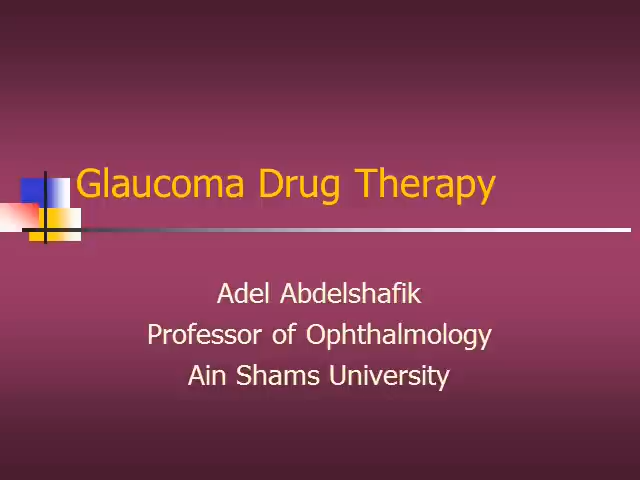 Glaucoma Drug Therapy
Adel Abdelshafik
Professor of Ophthalmology
Ain Shams University